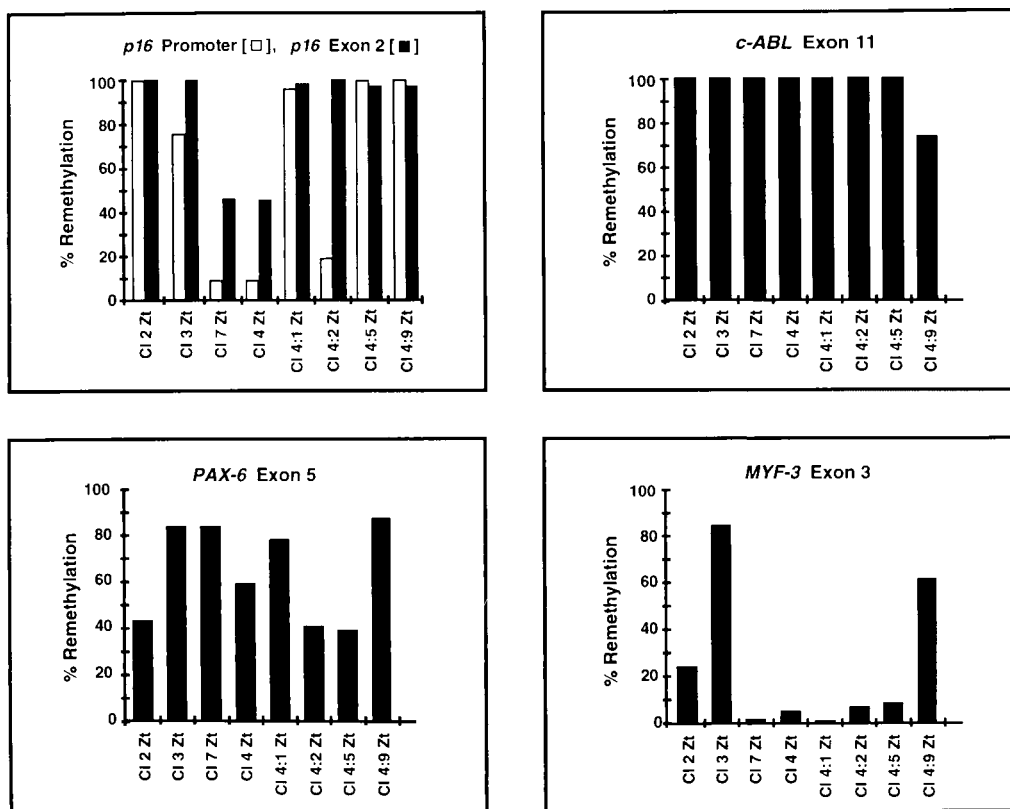 p16 Promoter [□], p16 Exon 2 [■]
% Remethylation
100
80
60
40
20
0
Cl 2 Zt
Cl 3 Zt
Cl 7 Zt
Cl 4 Zt
Cl 4:1 Zt
Cl 4:2 Zt
Cl 4:5 Zt
Cl 4:9 Zt
c-ABL Exon 11
% Remethylation
100
80
60
40
20
0
Cl 2 Zt
Cl 3 Zt
Cl 7 Zt
Cl 4 Zt
Cl 4:1 Zt
Cl 4:2 Zt
Cl 4:5 Zt
Cl 4:9 Zt
PAX-6 Exon 5
% Remethylation
100
80
60
40
20
0
Cl 2 Zt
Cl 3 Zt
Cl 7 Zt
Cl 4 Zt
Cl 4:1 Zt
Cl 4:2 Zt
Cl 4:5 Zt
Cl 4:9 Zt
MYF-3 Exon 3
% Remethylation
100
80
60
40
20
0
Cl 2 Zt
Cl 3 Zt
Cl 7 Zt
Cl 4 Zt
Cl 4:1 Zt
Cl 4:2 Zt
Cl 4:5 Zt
Cl 4:9 Zt